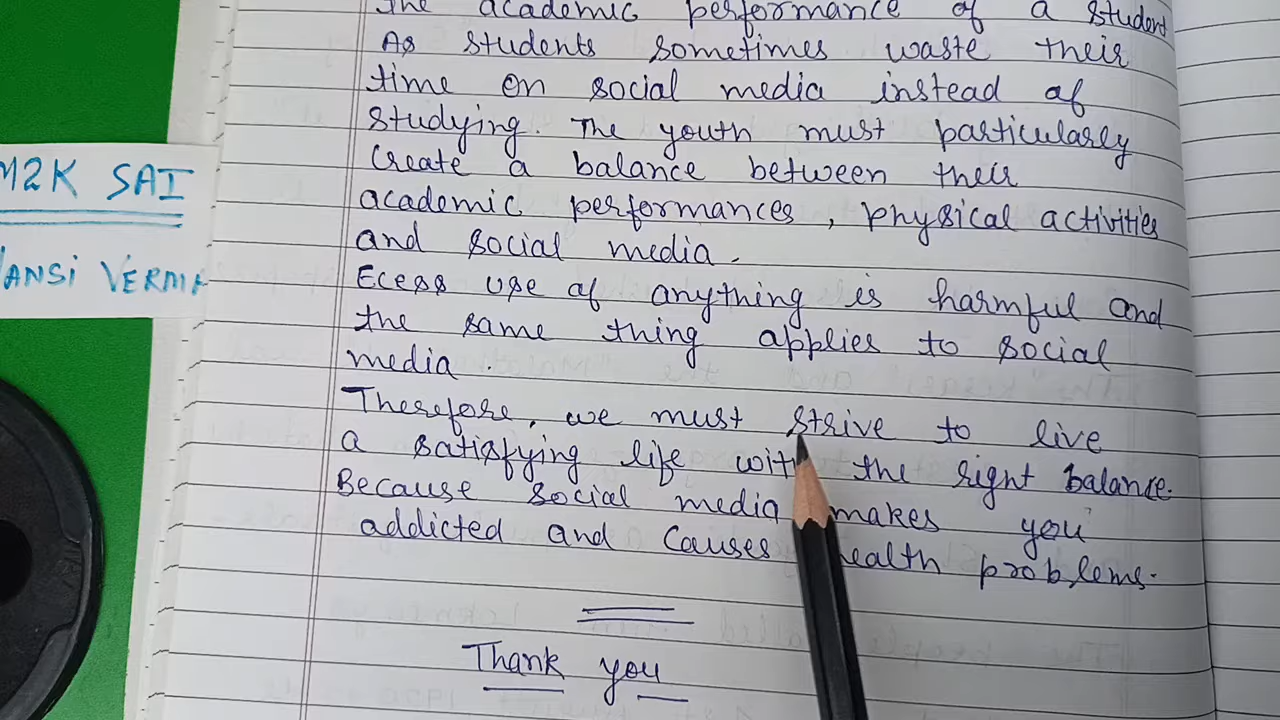 the academic performance of a student
As students sometimes waste their
time on social media instead of
studying. The youth must particularly
create a balance between their
academic performances, physical activities
and social media.
Ecess use of anything is harmful and
the same thing applies to social
media.
Therefore, we must strive to live
a satisfying life with the right balance.
Because social media makes you
addicted and causes health problems.
Thank you
M2K SAI
ANSI VERMA